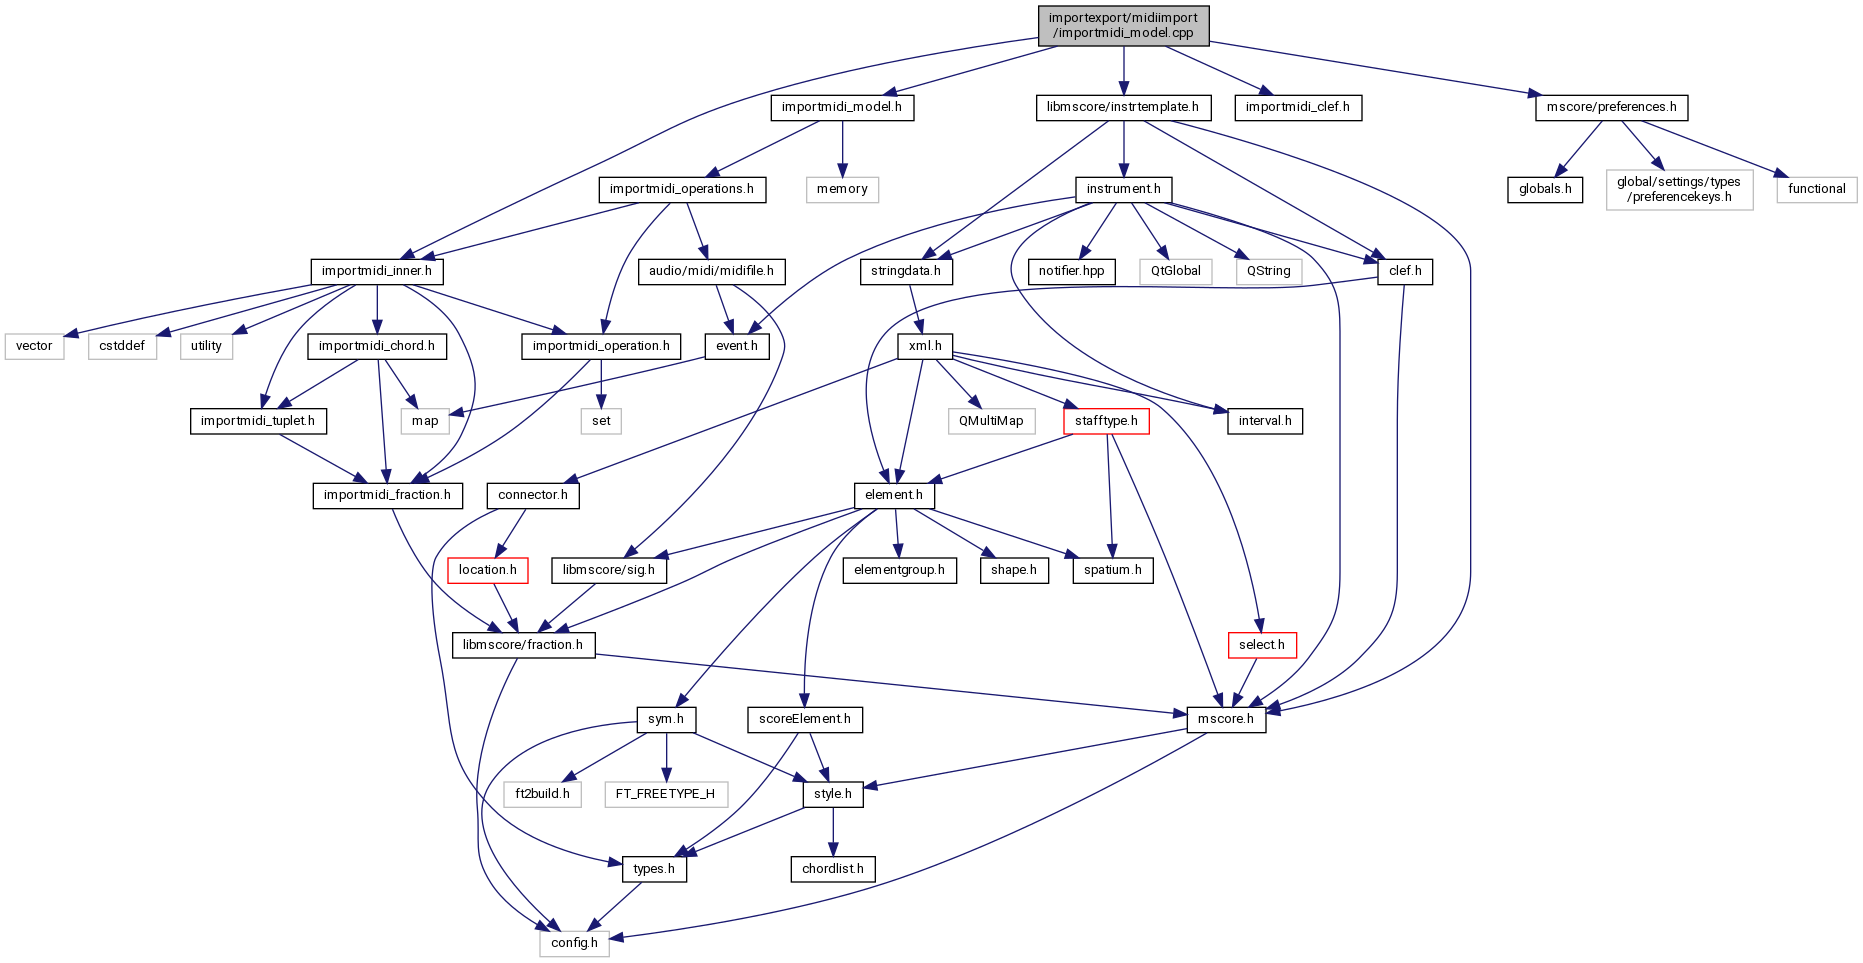 importexport/midiimport
/importmidi_model.cpp
importmidi_model.h
libmscore/instrtemplate.h
importmidi_clef.h
mscore/preferences.h
importmidi_operations.h
memory
instrument.h
globals.h
global/settings/types
/preferencekeys.h
functional
importmidi_inner.h
audio/midi/midifile.h
stringdata.h
notifier.hpp
QtGlobal
QString
clef.h
vector
cstddef
utility
importmidi_chord.h
importmidi_operation.h
event.h
xml.h
importmidi_tuplet.h
map
set
QMultiMap
stafftype.h
interval.h
importmidi_fraction.h
connector.h
element.h
location.h
libmscore/sig.h
elementgroup.h
shape.h
spatium.h
libmscore/fraction.h
select.h
sym.h
scoreElement.h
mscore.h
ft2build.h
FT_FREETYPE_H
style.h
types.h
chordlist.h
config.h